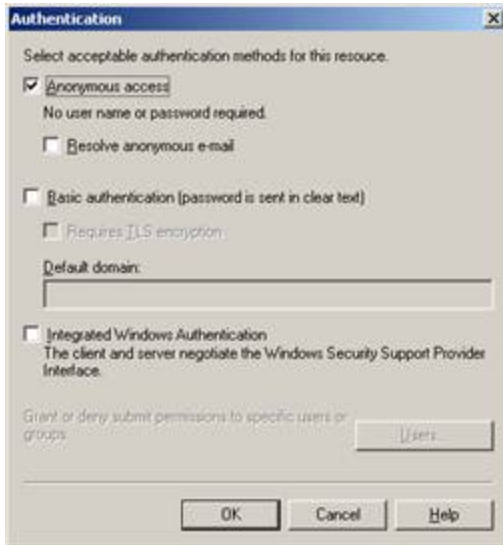 Authentication
Select acceptable authentication methods for this resouce.
Anonymous access
No user name or password required.
Resolve anonymous e-mail
Basic authentication (password is sent in clear text)
Requires TLS encryption
Default domain:
Integrated Windows Authentication
The client and server negotiate the Windows Security Support Provider
Interface.
Grant or deny submit permissions to specific users or
groups
Users...
OK
Cancel
Help